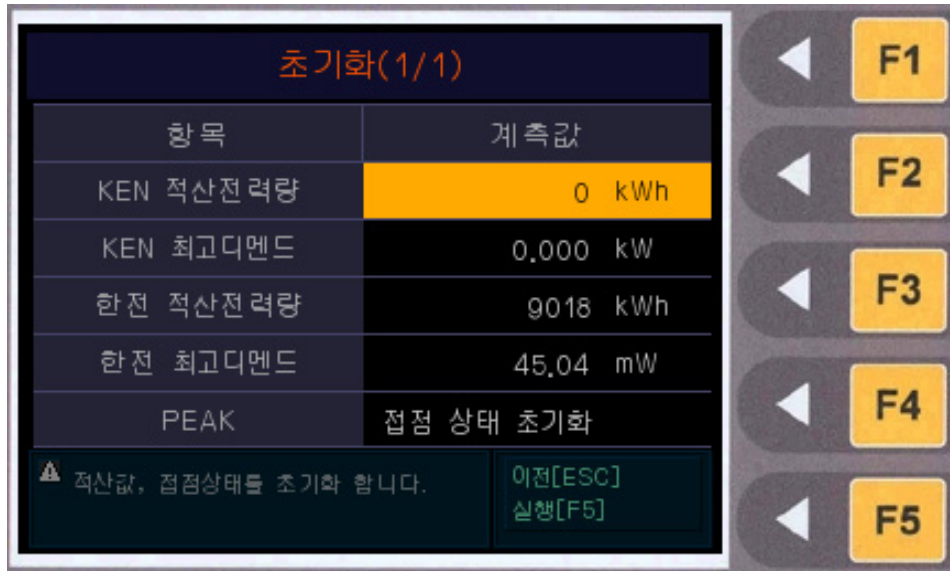 초기화(1/1)
항목 계측값
KEN 적산전력량 0 kWh
KEN 최고디멘드 0.000 kW
한전 적산전력량 9018 kWh
한전 최고디멘드 45.04 mW
PEAK 접점 상태 초기화
적산값, 접점상태를 초기화 합니다.
이전[ESC]
실행[F5]
F1
F2
F3
F4
F5